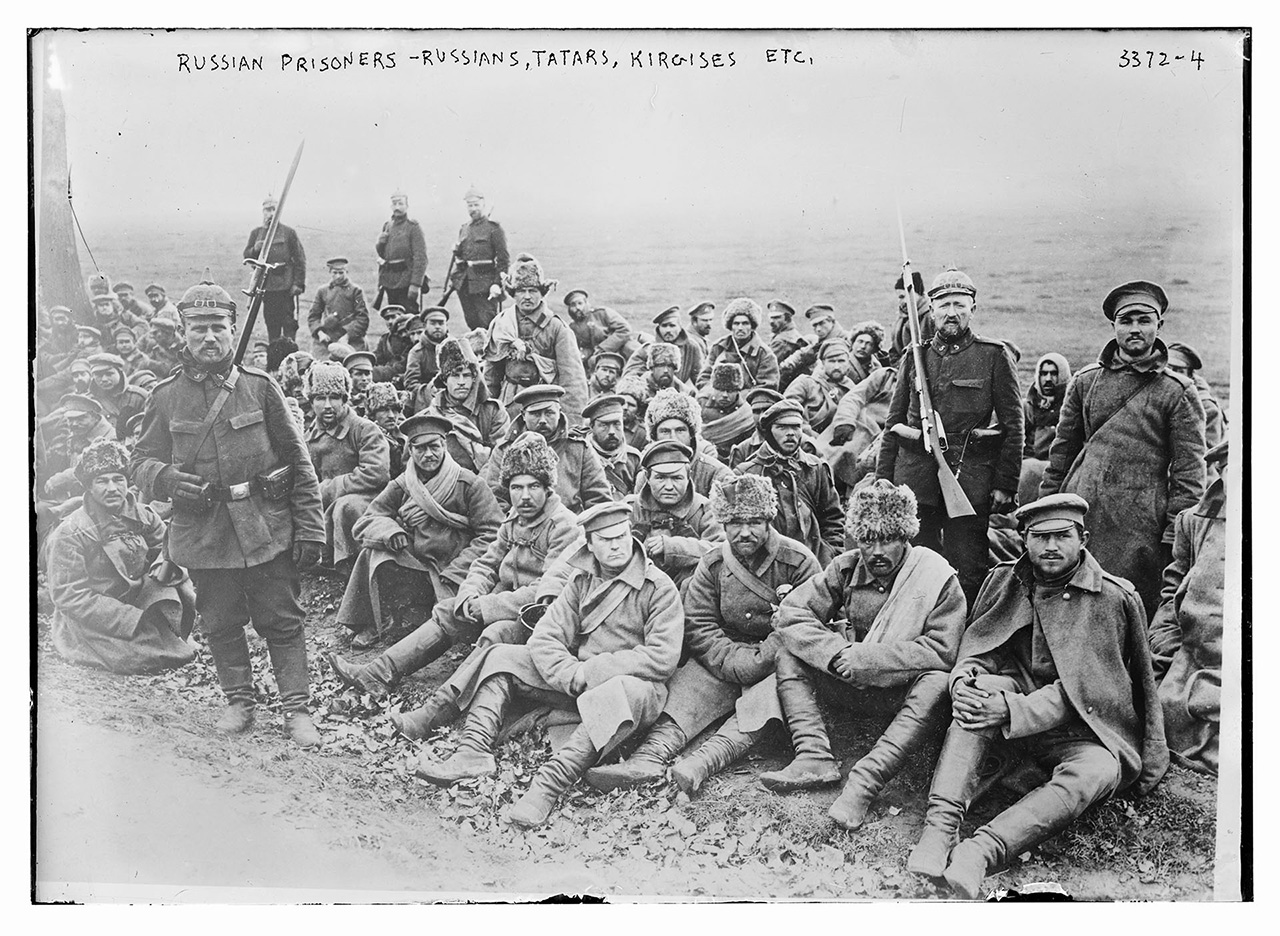 RUSSIAN PRISONERS - RUSSIANS, TATARS, KIRGISES ETC. 3372-4